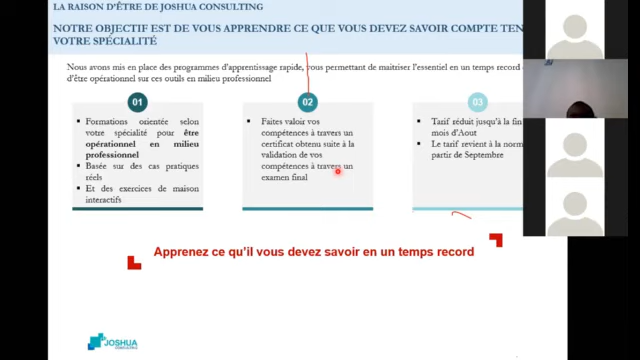 LA RAISON D'ÊTRE DE JOSHUA CONSULTING
NOTRE OBJECTIF EST DE VOUS APPRENDRE CE QUE VOUS DEVEZ SAVOIR COMPTE TEN
VOTRE SPÉCIALITÉ
Nous avons mis en place des programmes d'apprentissage rapide, vous permettant de maitriser l'essentiel en un temps record
d'être opérationnel sur ces outils en milieu professionnel
01
▪ Formations orientée selon
votre spécialité pour être
opérationnel en milieu
professionnel
▪ Basée sur des cas pratiques
réels
▪ Et des exercices de maison
interactifs
02
▪ Faites valoir vos
compétences à travers un
certificat obtenu suite à la
validation de vos
compétences à travers un
examen final
03
▪ Tarif réduit jusqu'à la fin
mois d'Aout
▪ Le tarif revient à la norm
partir de Septembre
Apprenez ce qu'il vous devez savoir en un temps record
JOSHUA
CONSULTING